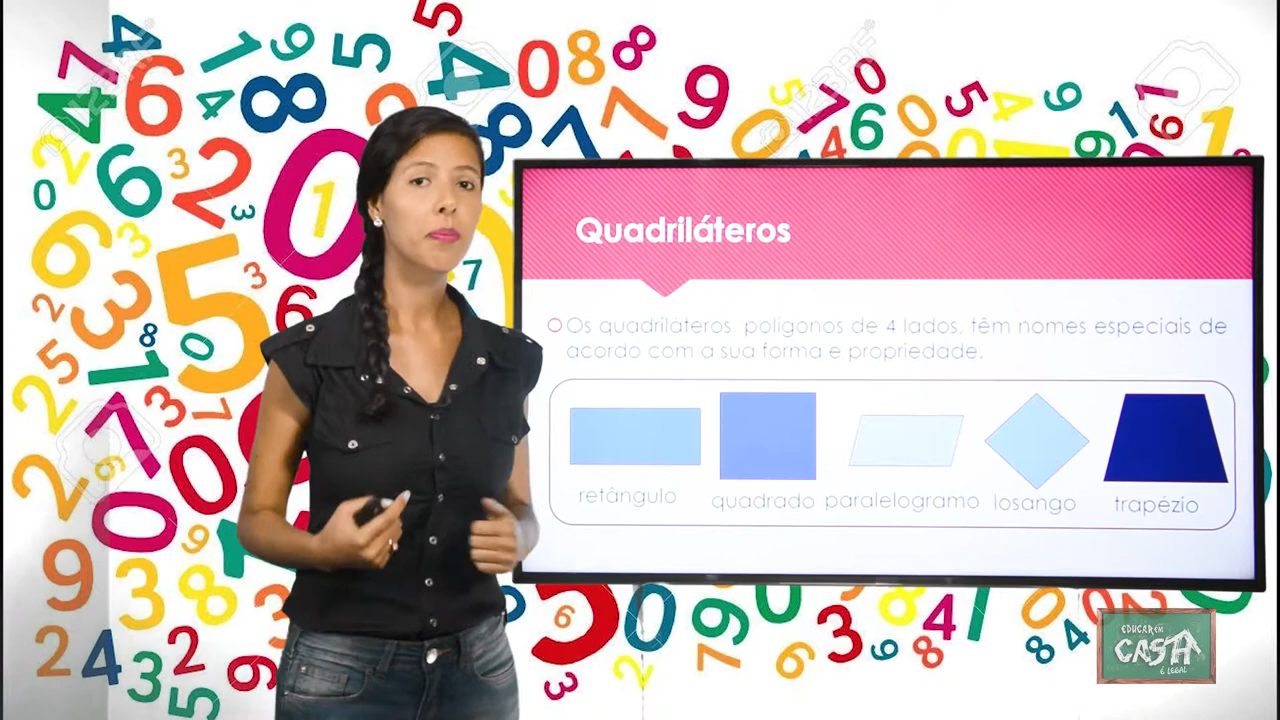 Quadriláteros
Os quadriláteros, polígonos de 4 lados, têm nomes especiais de
acordo com a sua forma e propriedade.
retângulo quadrado paralelogramo losango trapézio
EDUCAR EM
CASA
É LEGAL